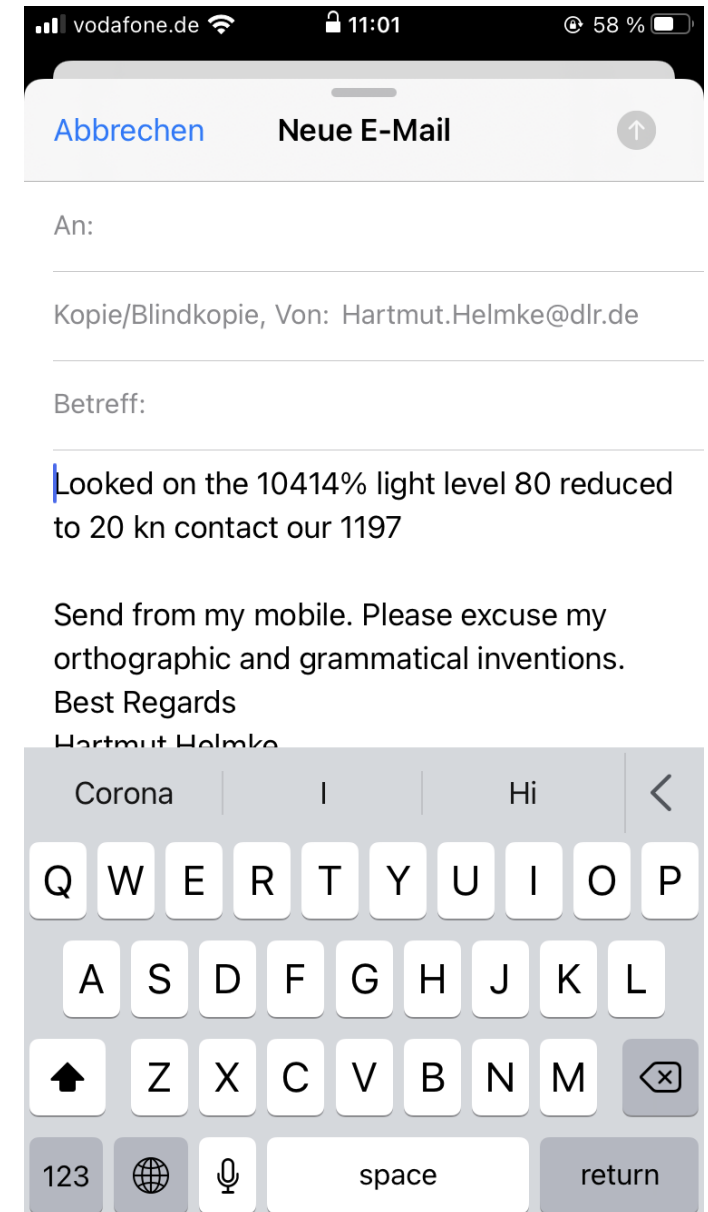 vodafone.de 11:01 58 %
Abbrechen Neue E-Mail
An:
Kopie/Blindkopie, Von: Hartmut.Helmke@dlr.de
Betreff:
Looked on the 10414% light level 80 reduced
to 20 kn contact our 1197
Send from my mobile. Please excuse my
orthographic and grammatical inventions.
Best Regards
Hartmut Helmke
Corona I Hi
Q W E R T Y U I O P
A S D F G H J K L
Z X C V B N M
123 space return